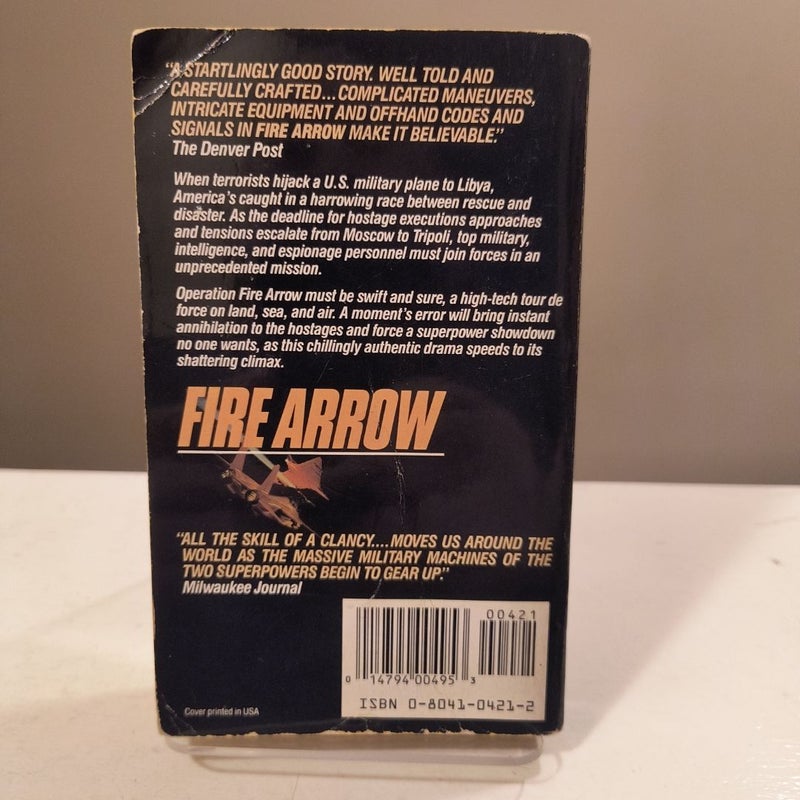 "A STARTLINGLY GOOD STORY. WELL TOLD AND
CAREFULLY CRAFTED... COMPLICATED MANEUVERS,
INTRICATE EQUIPMENT AND OFFHAND CODES AND
SIGNALS IN FIRE ARROW MAKE IT BELIEVABLE."
The Denver Post
When terrorists hijack a U.S. military plane to Libya,
America's caught in a harrowing race between rescue and
disaster. As the deadline for hostage executions approaches
and tensions escalate from Moscow to Tripoli, top military,
intelligence, and espionage personnel must join forces in an
unprecedented mission.
Operation Fire Arrow must be swift and sure, a high-tech tour de
force on land, sea, and air. A moment's error will bring instant
annihilation to the hostages and force a superpower showdown
no one wants, as this chillingly authentic drama speeds to its
shattering climax.
FIRE ARROW
"ALL THE SKILL OF A CLANCY....MOVES US AROUND THE
WORLD AS THE MASSIVE MILITARY MACHINES OF THE
TWO SUPERPOWERS BEGIN TO GEAR UP."
Milwaukee Journal
00421
0 14794 00495 3
ISBN 0-8041-0421-2
Cover printed in USA